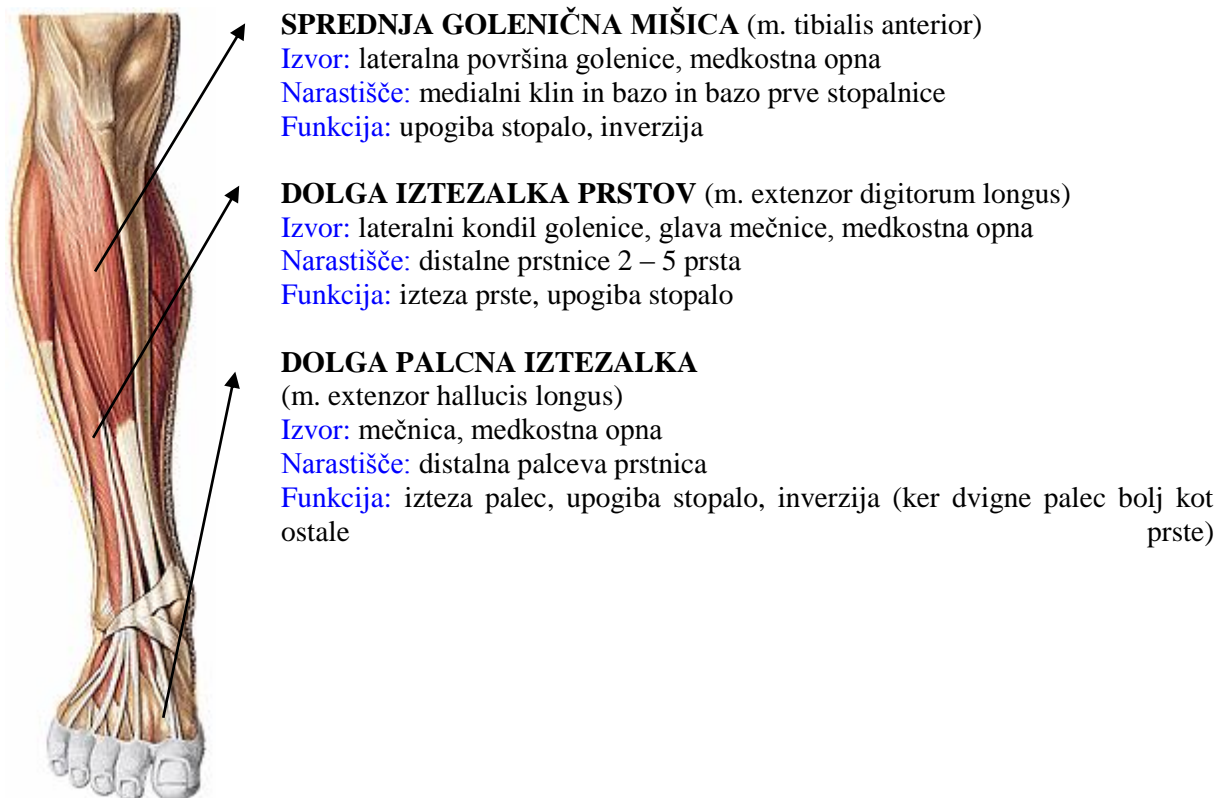 SPREDNJA GOLENIČNA MIŠICA (m. tibialis anterior)
Izvor: lateralna površina golenice, medkostna opna
Narastišče: medialni klin in bazo in bazo prve stopalnice
Funkcija: upogiba stopalo, inverzija
DOLGA IZTEZALKA PRSTOV (m. extenzor digitorum longus)
Izvor: lateralni kondil golenice, glava mečnice, medkostna opna
Narastišče: distalne prstnice 2 – 5 prsta
Funkcija: izteza prste, upogiba stopalo
DOLGA PALCNA IZTEZALKA
(m. extenzor hallucis longus)
Izvor: mečnica, medkostna opna
Narastišče: distalna palceva prstnica
Funkcija: izteza palec, upogiba stopalo, inverzija (ker dvigne palec bolj kot
ostale prste)